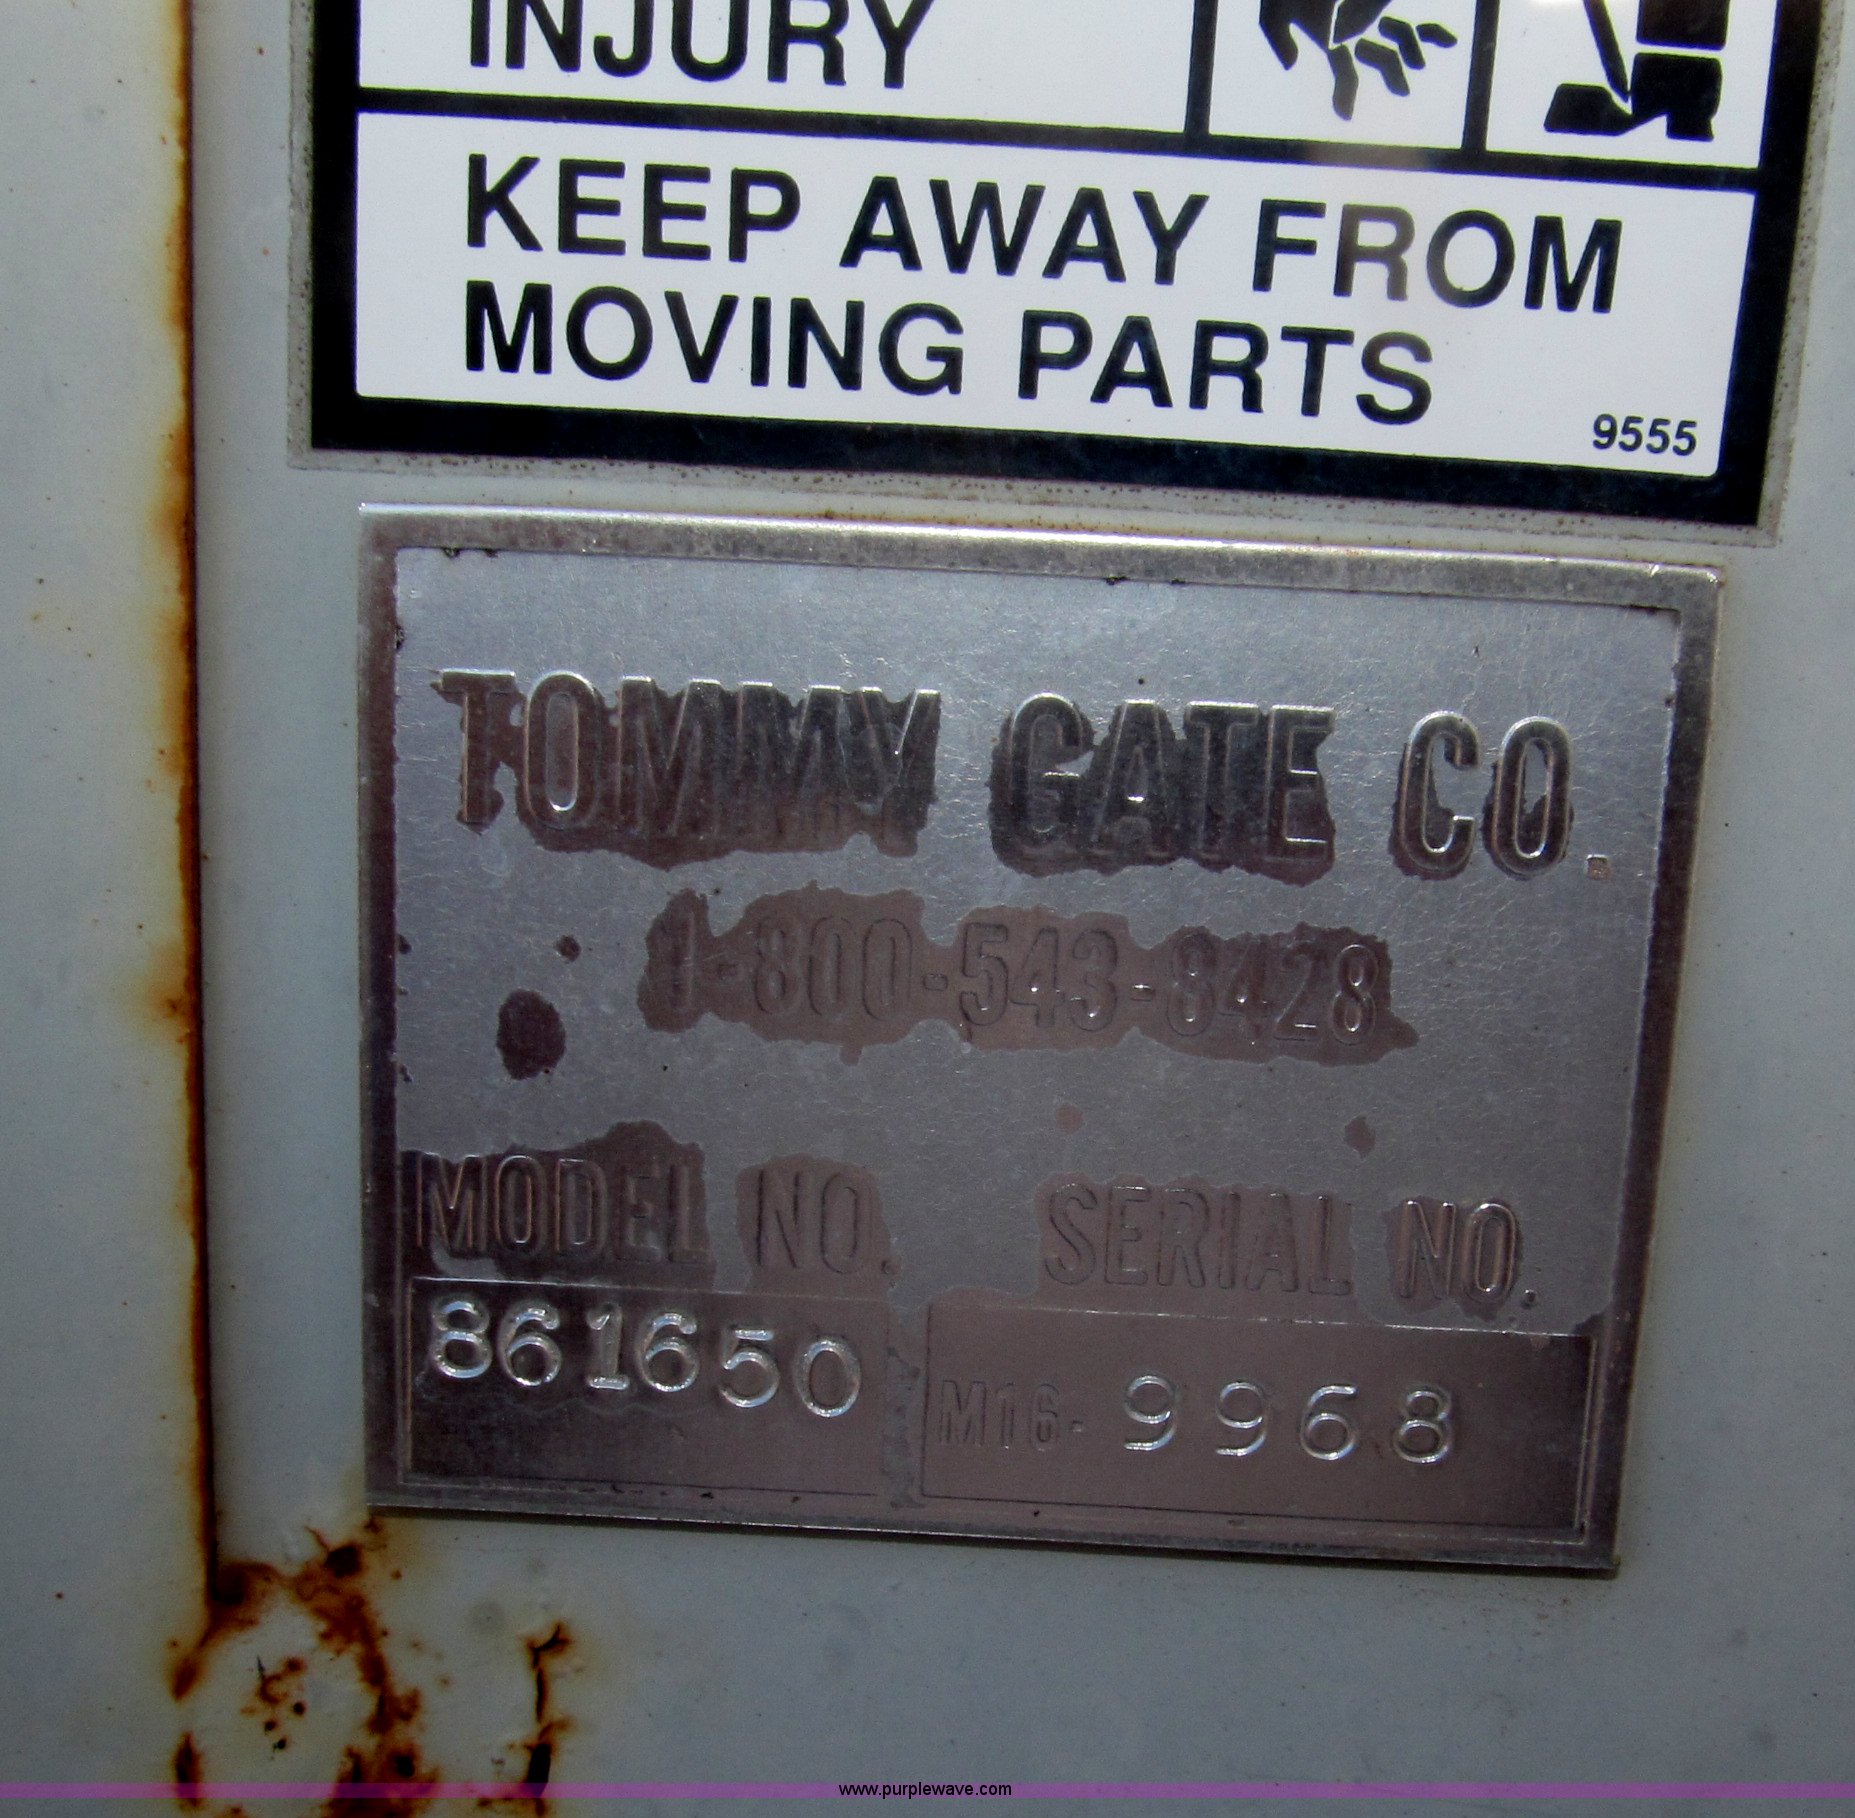 INJURY
KEEP AWAY FROM
MOVING PARTS
9555
TOMMY GATE CO.
1-800-543-8428
MODEL NO. SERIAL NO.
861650 M16- 9968
www.purplewave.com